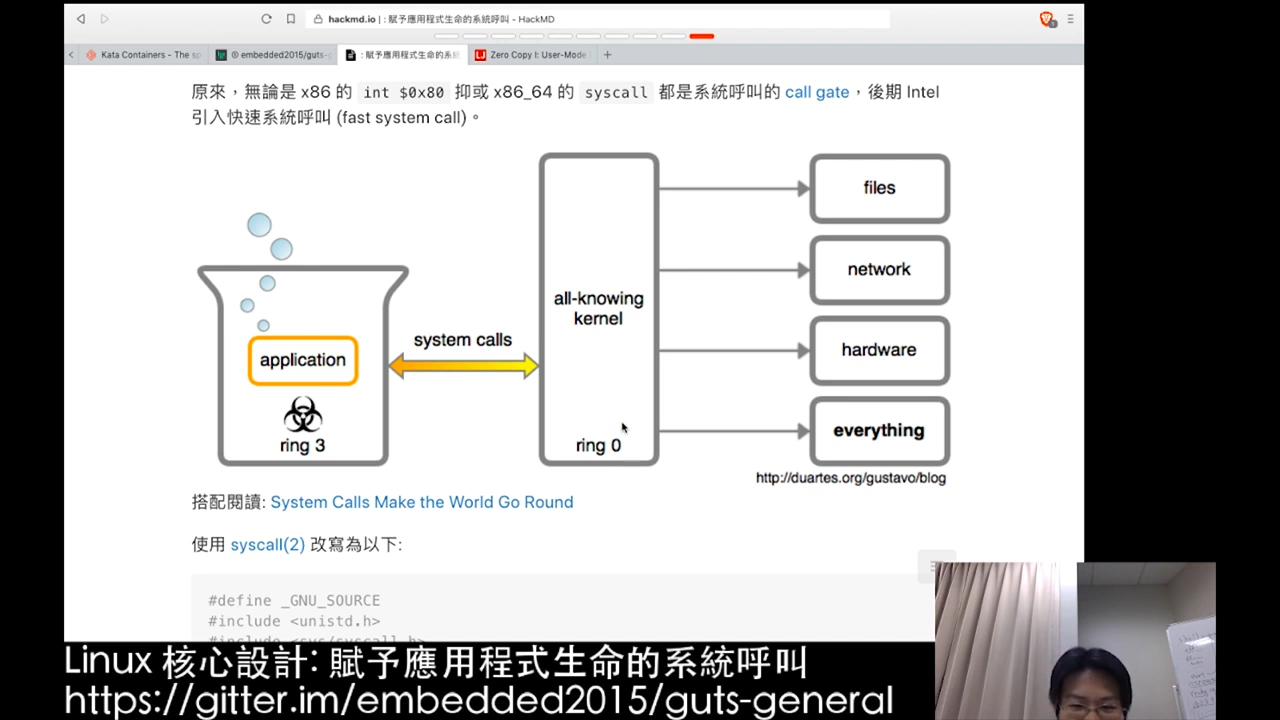 hackmd.io | : 賦予應用程式生命的系統呼叫 - HackMD
Kata Containers - The sp
embedded2015/guts-
: 賦予應用程式生命的系統
Zero Copy I: User-Mode
原來，無論是 x86 的 int $0x80 抑或 x86_64 的 syscall 都是系統呼叫的 call gate，後期 Intel
引入快速系統呼叫 (fast system call)。
files
network
all-knowing
kernel
system calls
application
hardware
everything
ring 3
ring 0
http://duartes.org/gustavo/blog
搭配閱讀: System Calls Make the World Go Round
使用 syscall(2) 改寫為以下:
#define _GNU_SOURCE
#include <unistd.h>
#include <sys/syscall.h>
Linux 核心設計: 賦予應用程式生命的系統呼叫
https://gitter.im/embedded2015/guts-general